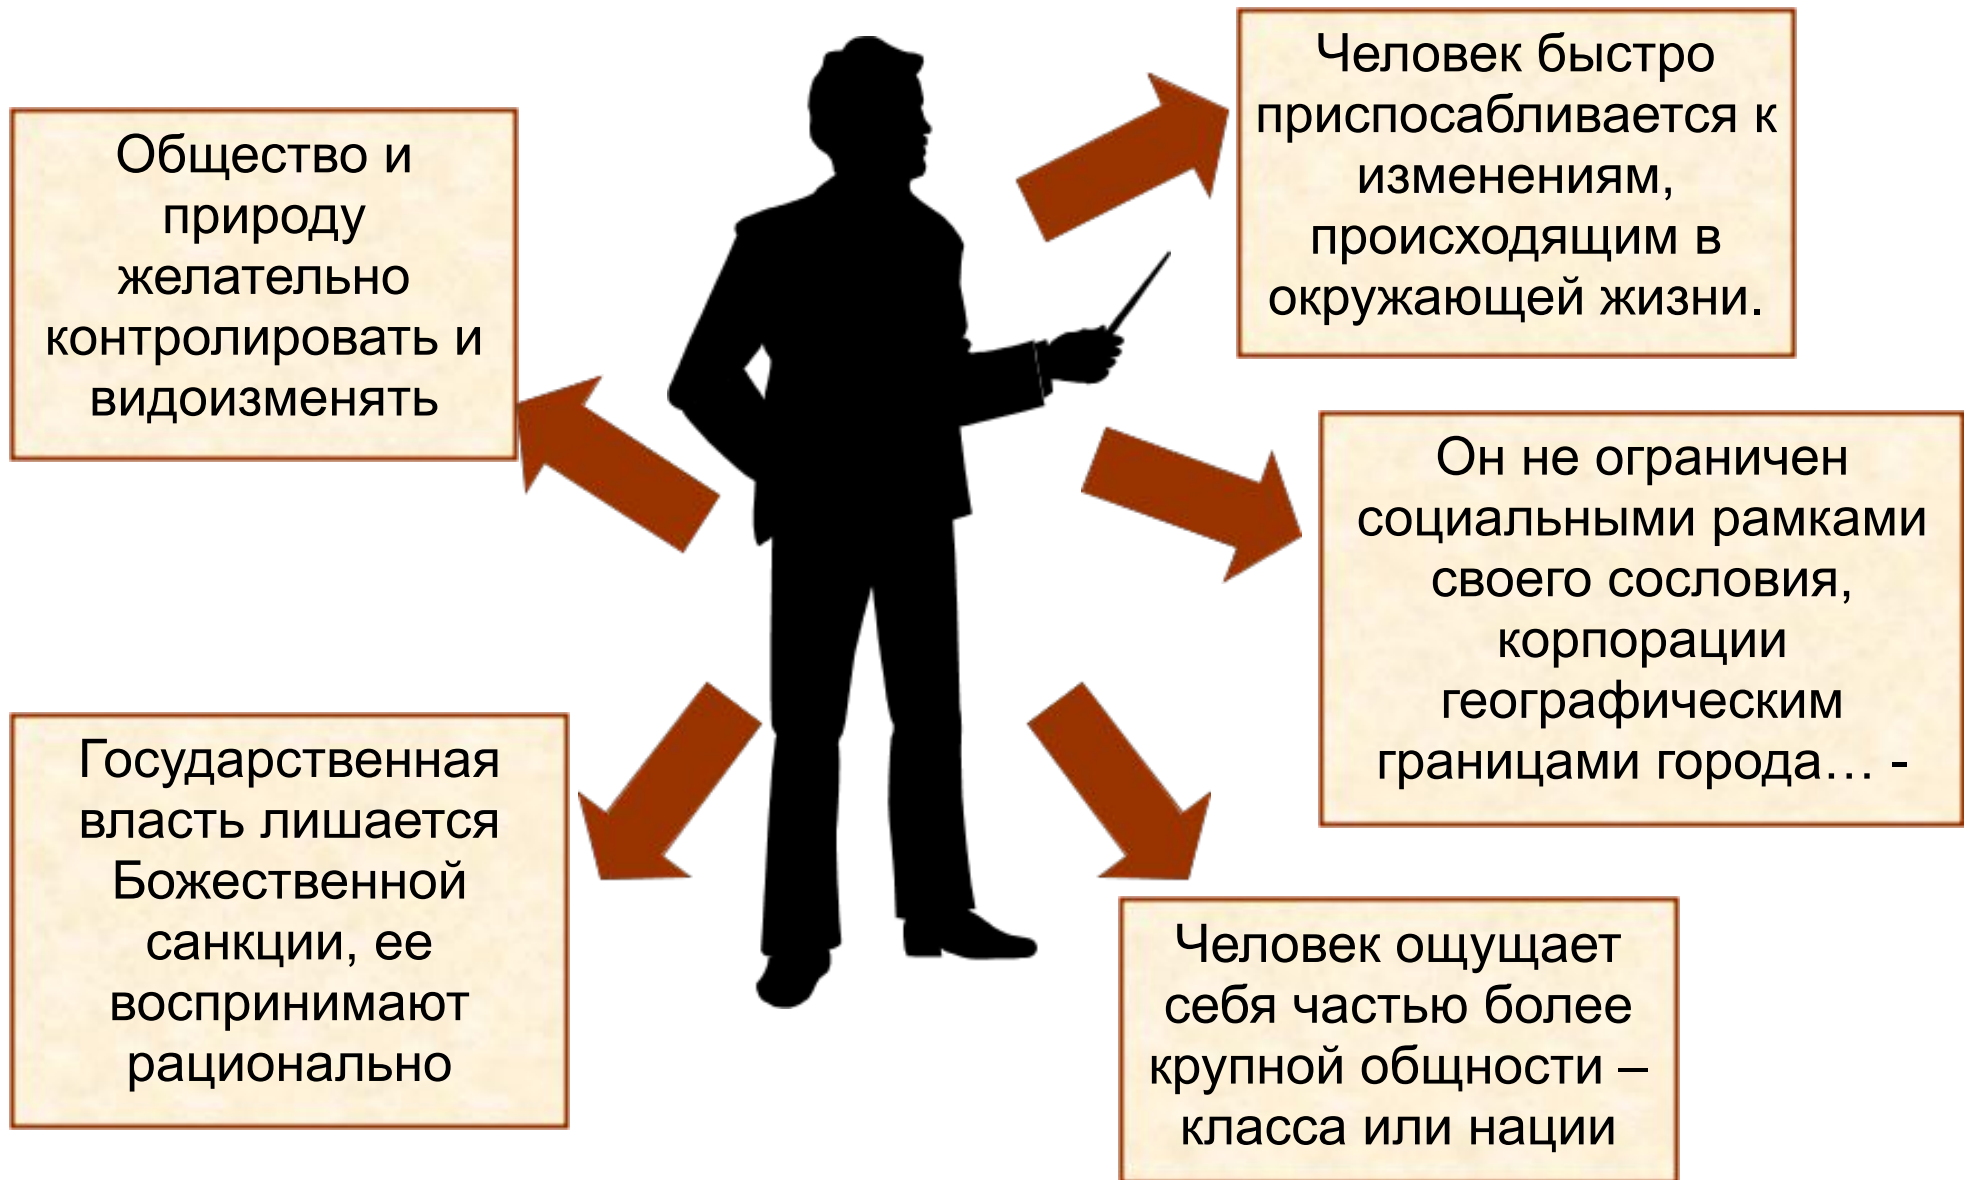 Общество и
природу
желательно
контролировать и
видоизменять
Человек быстро
приспосабливается к
изменениям,
происходящим в
окружающей жизни.
Он не ограничен
социальными рамками
своего сословия,
корпорации
географическим
границами города… -
Государственная
власть лишается
Божественной
санкции, ее
воспринимают
рационально
Человек ощущает
себя частью более
крупной общности –
класса или нации